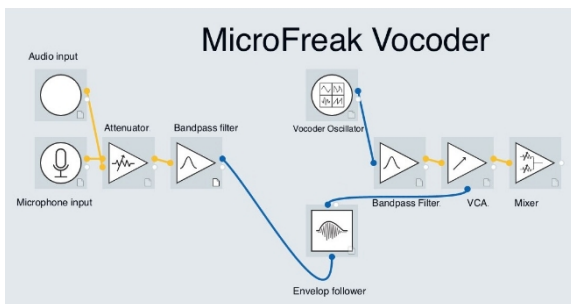 MicroFreak Vocoder
Audio input
Attenuator
Bandpass filter
Vocoder Oscillator
Microphone input
Bandpass Filter
VCA
Mixer
Envelop follower